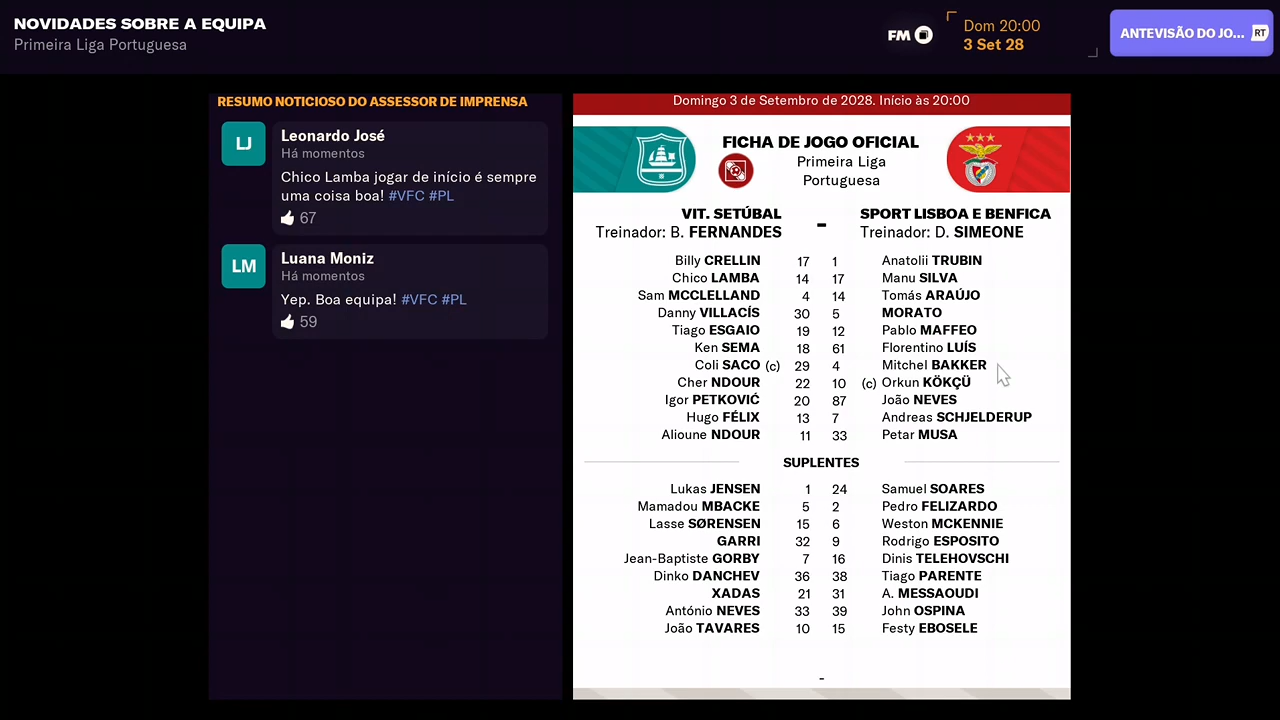 NOVIDADES SOBRE A EQUIPA
Primeira Liga Portuguesa
FM
Dom 20:00
3 Set 28
ANTEVISÃO DO JO... RT
RESUMO NOTICIOSO DO ASSESSOR DE IMPRENSA
LJ
Leonardo José
Há momentos
Chico Lamba jogar de início é sempre
uma coisa boa! #VFC #PL
67
LM
Luana Moniz
Há momentos
Yep. Boa equipa! #VFC #PL
59
Domingo 3 de Setembro de 2028. Início às 20:00
FICHA DE JOGO OFICIAL
Primeira Liga
Portuguesa
VIT. SETÚBAL - SPORT LISBOA E BENFICA
Treinador: B. FERNANDES Treinador: D. SIMEONE
Billy CRELLIN 17 1 Anatolii TRUBIN
Chico LAMBA 14 17 Manu SILVA
Sam MCCLELLAND 4 14 Tomás ARAÚJO
Danny VILLACÍS 30 5 MORATO
Tiago ESGAIO 19 12 Pablo MAFFEO
Ken SEMA 18 61 Florentino LUÍS
Coli SACO (c) 29 4 Mitchel BAKKER
Cher NDOUR 22 10 (c) Orkun KÖKÇÜ
Igor PETKOVIĆ 20 87 João NEVES
Hugo FÉLIX 13 7 Andreas SCHJELDERUP
Alioune NDOUR 11 33 Petar MUSA
SUPLENTES
Lukas JENSEN 1 24 Samuel SOARES
Mamadou MBACKE 5 2 Pedro FELIZARDO
Lasse SØRENSEN 15 6 Weston MCKENNIE
GARRI 32 9 Rodrigo ESPOSITO
Jean-Baptiste GORBY 7 16 Dinis TELEHOVSCHI
Dinko DANCHEV 36 38 Tiago PARENTE
XADAS 21 31 A. MESSAOUDI
António NEVES 33 39 John OSPINA
João TAVARES 10 15 Festy EBOSELE
-